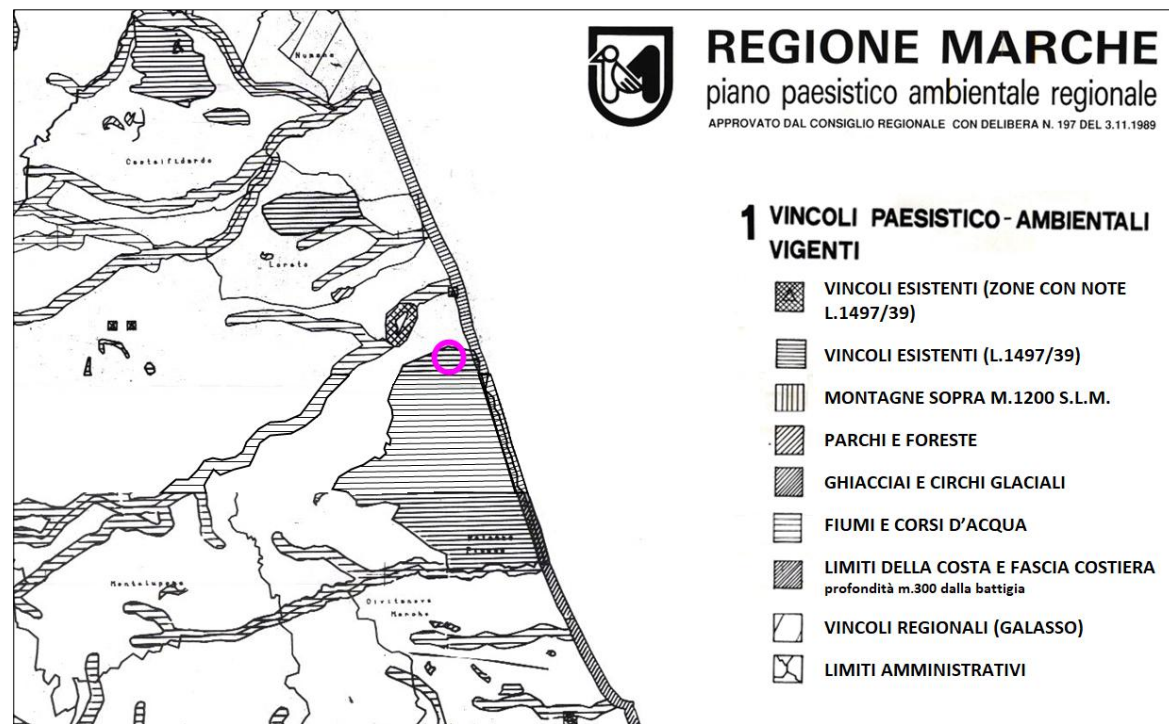 REGIONE MARCHE
piano paesistico ambientale regionale
APPROVATO DAL CONSIGLIO REGIONALE CON DELIBERA N. 197 DEL 3.11.1989
1 VINCOLI PAESISTICO-AMBIENTALI
VIGENTI
VINCOLI ESISTENTI (ZONE CON NOTE
L.1497/39)
VINCOLI ESISTENTI (L.1497/39)
MONTAGNE SOPRA M.1200 S.L.M.
PARCHI E FORESTE
GHIACCIAI E CIRCHI GLACIALI
FIUMI E CORSI D'ACQUA
LIMITI DELLA COSTA E FASCIA COSTIERA
profondità m.300 dalla battigia
VINCOLI REGIONALI (GALASSO)
LIMITI AMMINISTRATIVI
Numana
Castelfidardo
Loreto
Montelupone
Civitanova
Marche